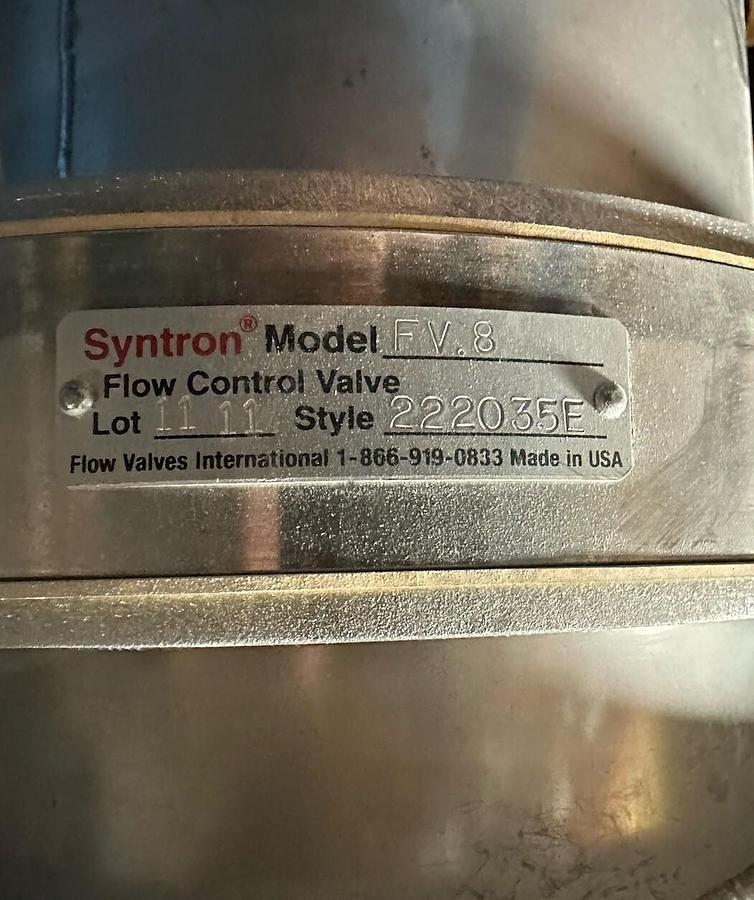 Syntron® Model FV.8
Flow Control Valve
Lot 11 11 Style 222035E
Flow Valves International 1-866-919-0833 Made in USA